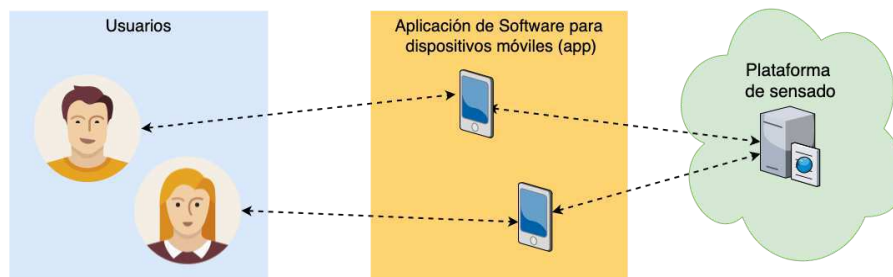 Usuarios
Aplicación de Software para
dispositivos móviles (app)
Plataforma
de sensado